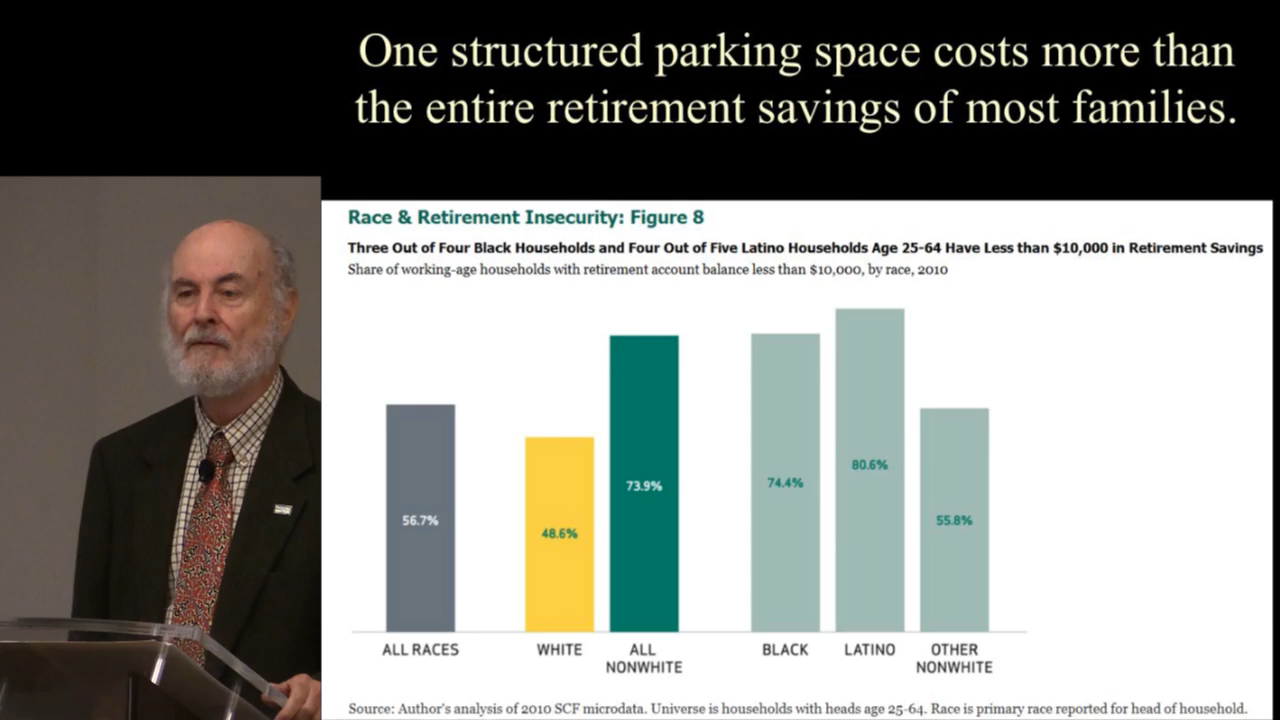 One structured parking space costs more than
the entire retirement savings of most families.
Race & Retirement Insecurity: Figure 8
Three Out of Four Black Households and Four Out of Five Latino Households Age 25-64 Have Less than $10,000 in Retirement Savings
Share of working-age households with retirement account balance less than $10,000, by race, 2010
56.7%
48.6%
73.9%
74.4%
80.6%
55.8%
ALL RACES
WHITE
ALL
NONWHITE
BLACK
LATINO
OTHER
NONWHITE
Source: Author's analysis of 2010 SCF microdata. Universe is households with heads age 25-64. Race is primary race reported for head of household.